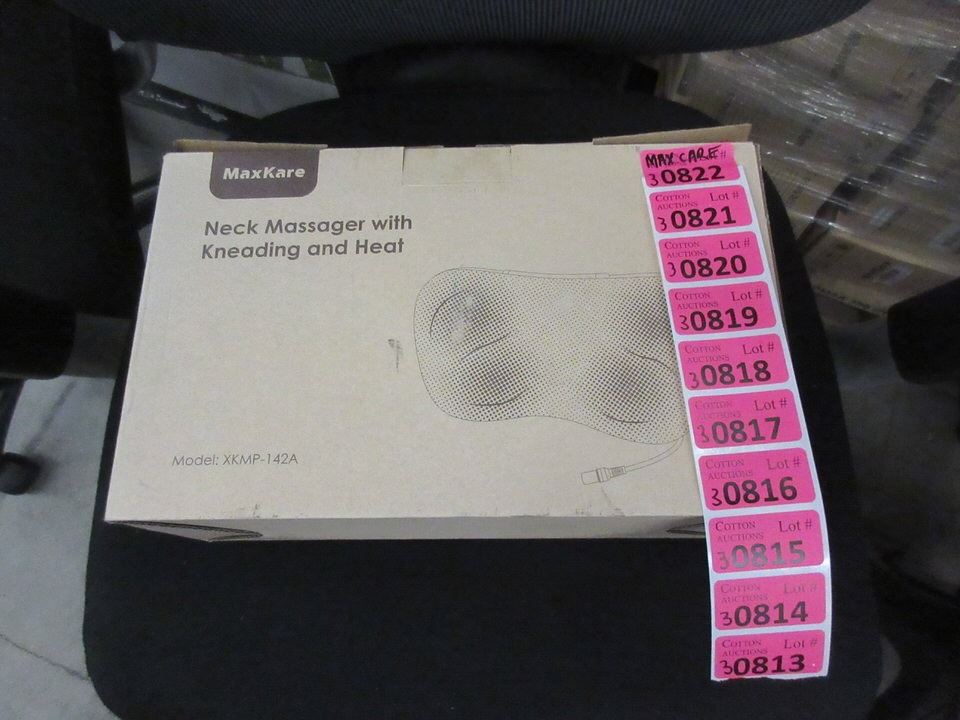 MaxKare
Neck Massager with
Kneading and Heat
Model: XKMP-142A
MAX CARE #
30822
COTTON Lot #
AUCTIONS
30821
COTTON Lot #
AUCTIONS
30820
COTTON Lot #
AUCTIONS
30819
COTTON Lot #
AUCTIONS
30818
COTTON Lot #
AUCTIONS
30817
COTTON Lot #
AUCTIONS
30816
COTTON Lot #
AUCTIONS
30815
COTTON Lot #
AUCTIONS
30814
COTTON Lot #
AUCTIONS
30813